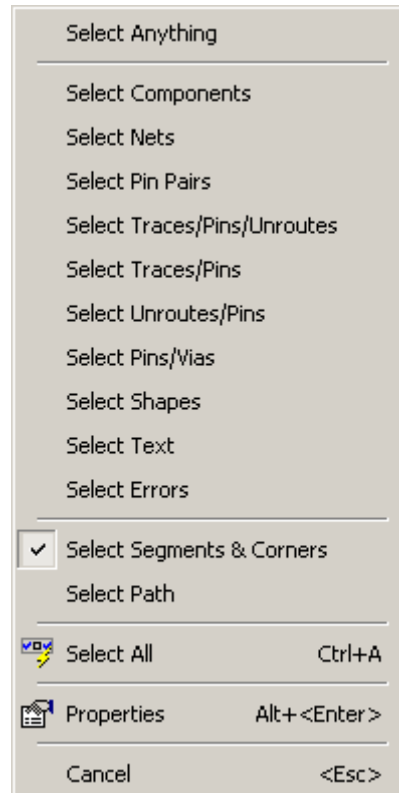 Select Anything
Select Components
Select Nets
Select Pin Pairs
Select Traces/Pins/Unroutes
Select Traces/Pins
Select Unroutes/Pins
Select Pins/Vias
Select Shapes
Select Text
Select Errors
Select Segments & Corners
Select Path
Select All Ctrl+A
Properties Alt+<Enter>
Cancel <Esc>